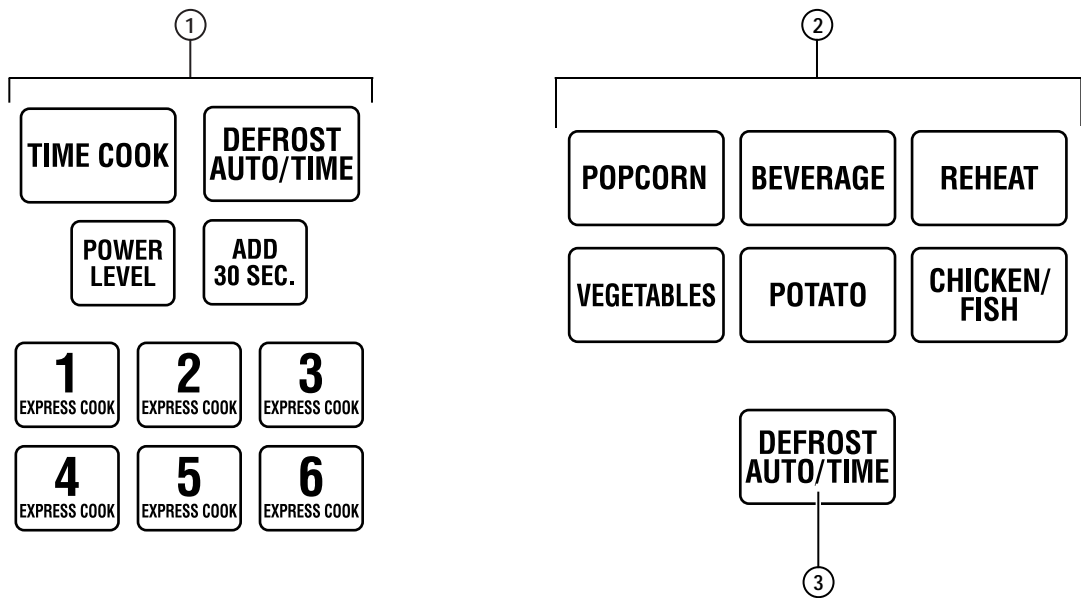 1
TIME COOK
DEFROST
AUTO/TIME
POWER
LEVEL
ADD
30 SEC.
1
EXPRESS COOK
2
EXPRESS COOK
3
EXPRESS COOK
4
EXPRESS COOK
5
EXPRESS COOK
6
EXPRESS COOK
2
POPCORN
BEVERAGE
REHEAT
VEGETABLES
POTATO
CHICKEN/
FISH
DEFROST
AUTO/TIME
3